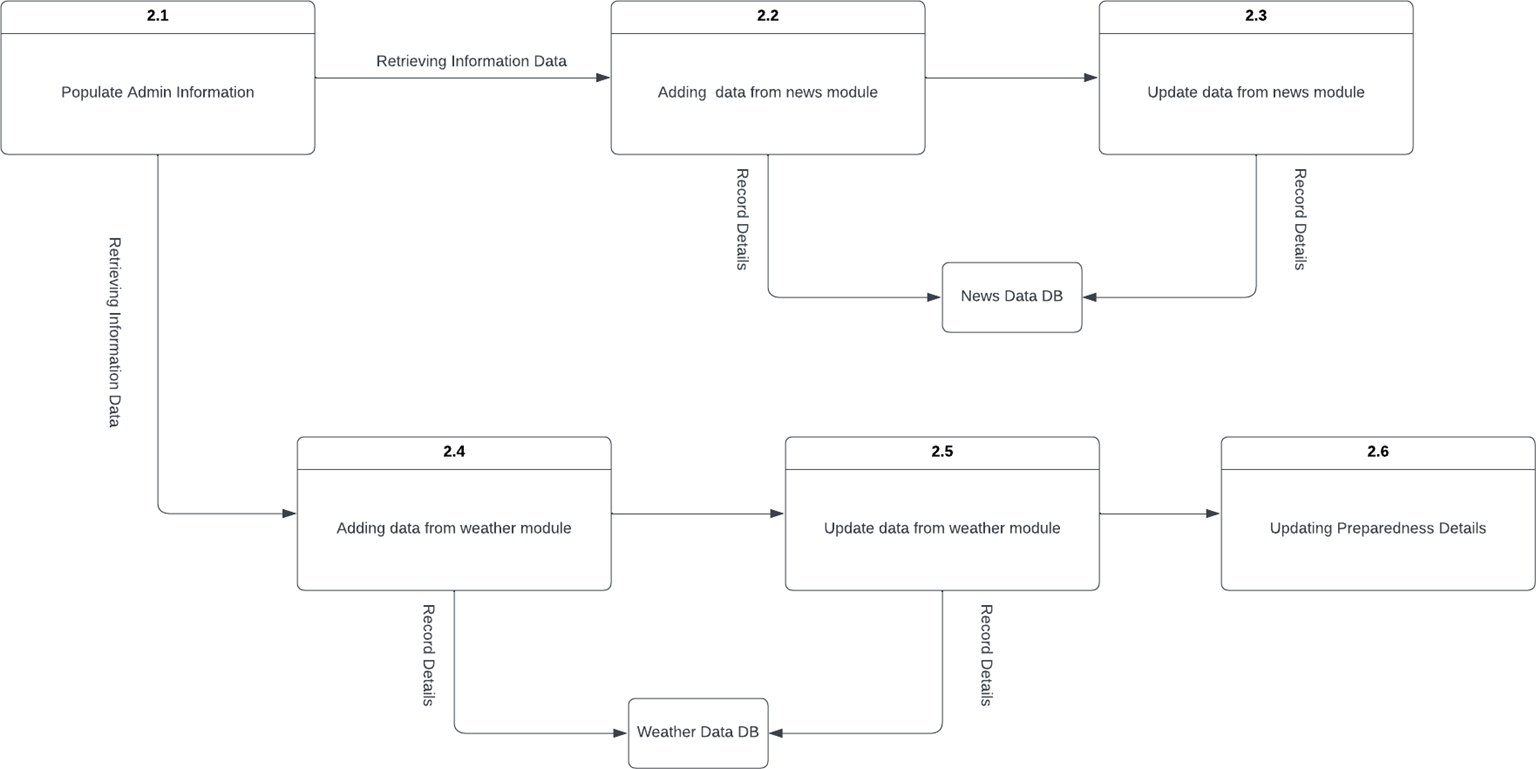 2.1
Populate Admin Information
Retrieving Information Data
2.2
Adding  data from news module
2.3
Update data from news module
Record Details
Record Details
News Data DB
Retrieving Information Data
2.4
Adding data from weather module
2.5
Update data from weather module
2.6
Updating Preparedness Details
Record Details
Record Details
Weather Data DB